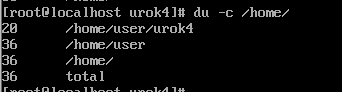 [root@localhost urok4]# du -c /home/
20 /home/user/urok4
36 /home/user
36 /home/
36 total
[root@localhost urok4]#